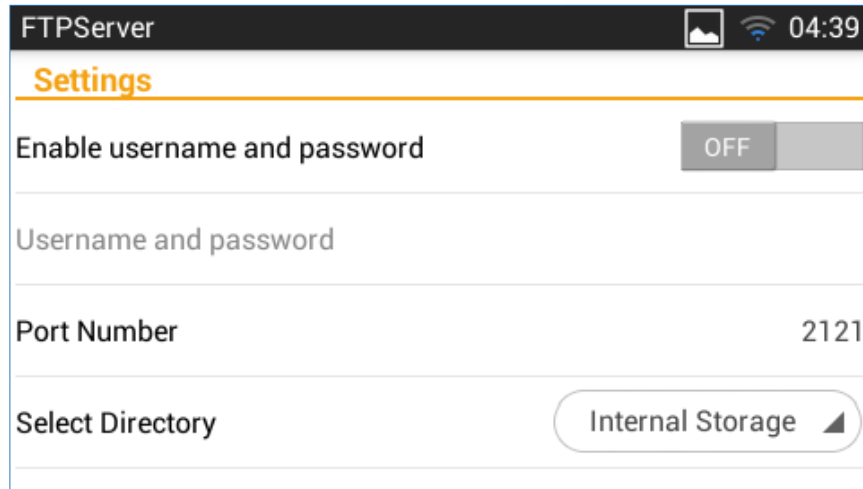 FTPServer 04:39
Settings
Enable username and password OFF
Username and password
Port Number 2121
Select Directory Internal Storage